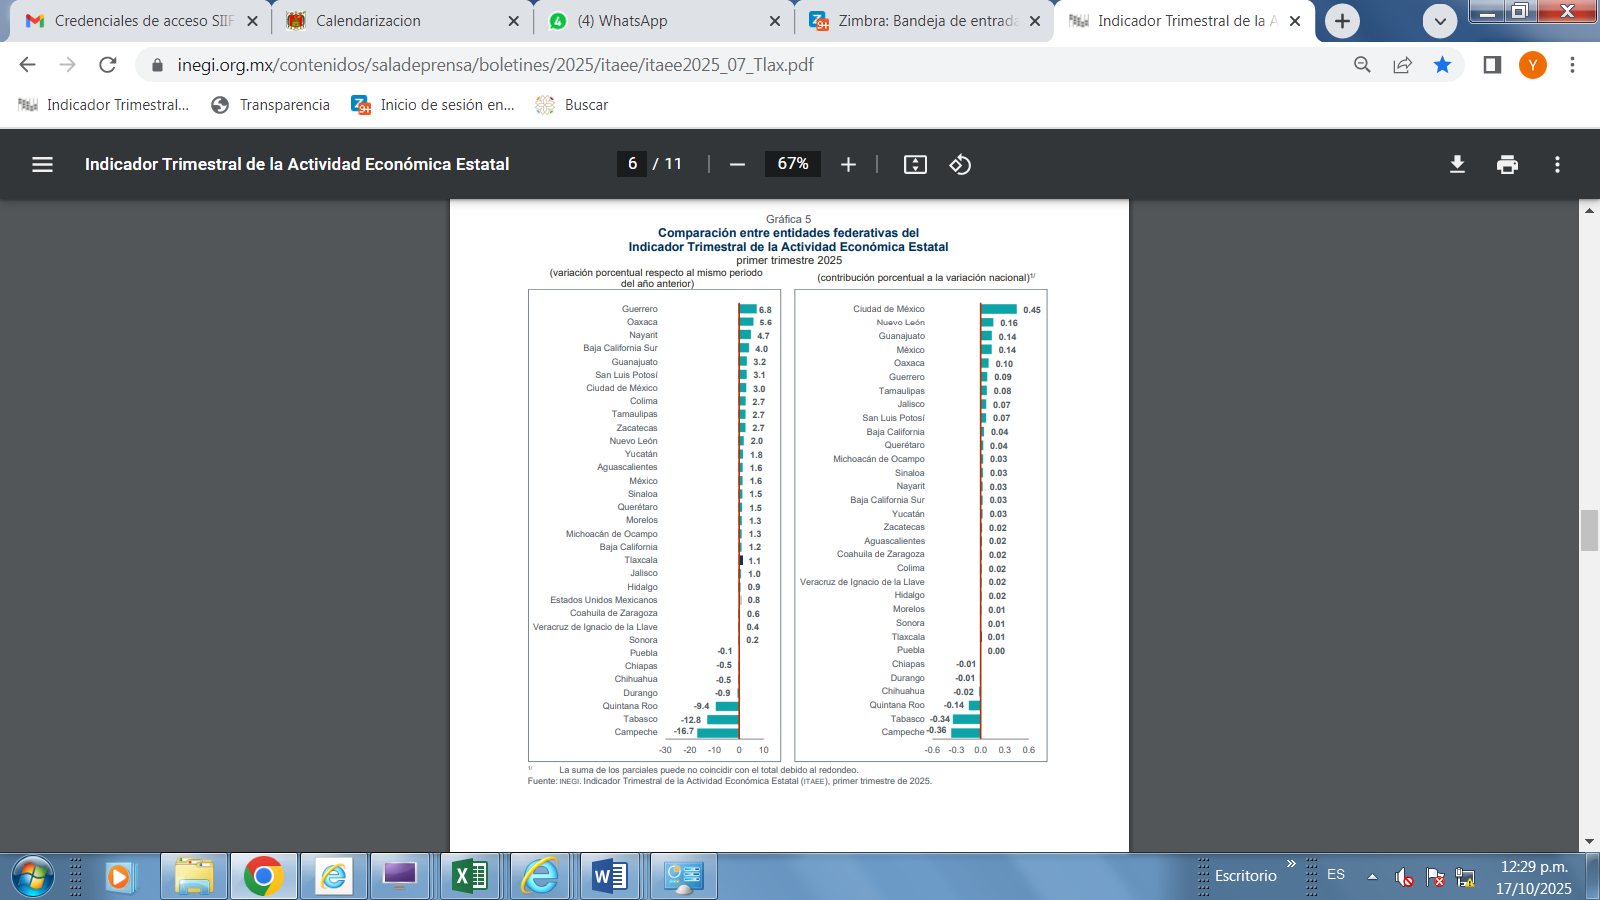 Credenciales de acceso SIIF
Calendarizacion
(4) WhatsApp
Zimbra: Bandeja de entrada
Indicador Trimestral de la A
inegi.org.mx/contenidos/saladeprensa/boletines/2025/itaee/itaee2025_07_Tlax.pdf
Y
Indicador Trimestral...
Transparencia
Inicio de sesión en...
Buscar
Indicador Trimestral de la Actividad Económica Estatal
6 / 11
67%
Gráfica 5
Comparación entre entidades federativas del
Indicador Trimestral de la Actividad Económica Estatal
primer trimestre 2025
(variación porcentual respecto al mismo periodo
del año anterior)
Guerrero 6.8
Oaxaca 5.6
Nayarit 4.7
Baja California Sur 4.0
Guanajuato 3.2
San Luis Potosí 3.1
Ciudad de México 3.0
Colima 2.7
Tamaulipas 2.7
Zacatecas 2.7
Nuevo León 2.0
Yucatán 1.8
Aguascalientes 1.6
México 1.6
Sinaloa 1.5
Querétaro 1.5
Morelos 1.3
Michoacán de Ocampo 1.3
Baja California 1.2
Tlaxcala 1.1
Jalisco 1.0
Hidalgo 0.9
Estados Unidos Mexicanos 0.8
Coahuila de Zaragoza 0.6
Veracruz de Ignacio de la Llave 0.4
Sonora 0.2
Puebla -0.1
Chiapas -0.5
Chihuahua -0.5
Durango -0.9
Quintana Roo -9.4
Tabasco -12.8
Campeche -16.7
-30 -20 -10 0 10
(contribución porcentual a la variación nacional)1/
Ciudad de México 0.45
Nuevo León 0.16
Guanajuato 0.14
México 0.14
Oaxaca 0.10
Guerrero 0.09
Tamaulipas 0.08
Jalisco 0.07
San Luis Potosí 0.07
Baja California 0.04
Querétaro 0.04
Michoacán de Ocampo 0.03
Sinaloa 0.03
Nayarit 0.03
Baja California Sur 0.03
Yucatán 0.03
Zacatecas 0.02
Aguascalientes 0.02
Coahuila de Zaragoza 0.02
Colima 0.02
Veracruz de Ignacio de la Llave 0.02
Hidalgo 0.02
Morelos 0.01
Sonora 0.01
Tlaxcala 0.01
Puebla 0.00
Chiapas -0.01
Durango -0.01
Chihuahua -0.02
Quintana Roo -0.14
Tabasco -0.34
Campeche -0.36
-0.6 -0.3 0.0 0.3 0.6
1/ La suma de los parciales puede no coincidir con el total debido al redondeo.
Fuente: INEGI. Indicador Trimestral de la Actividad Económica Estatal (ITAEE), primer trimestre de 2025.
Escritorio
ES
12:29 p.m.
17/10/2025